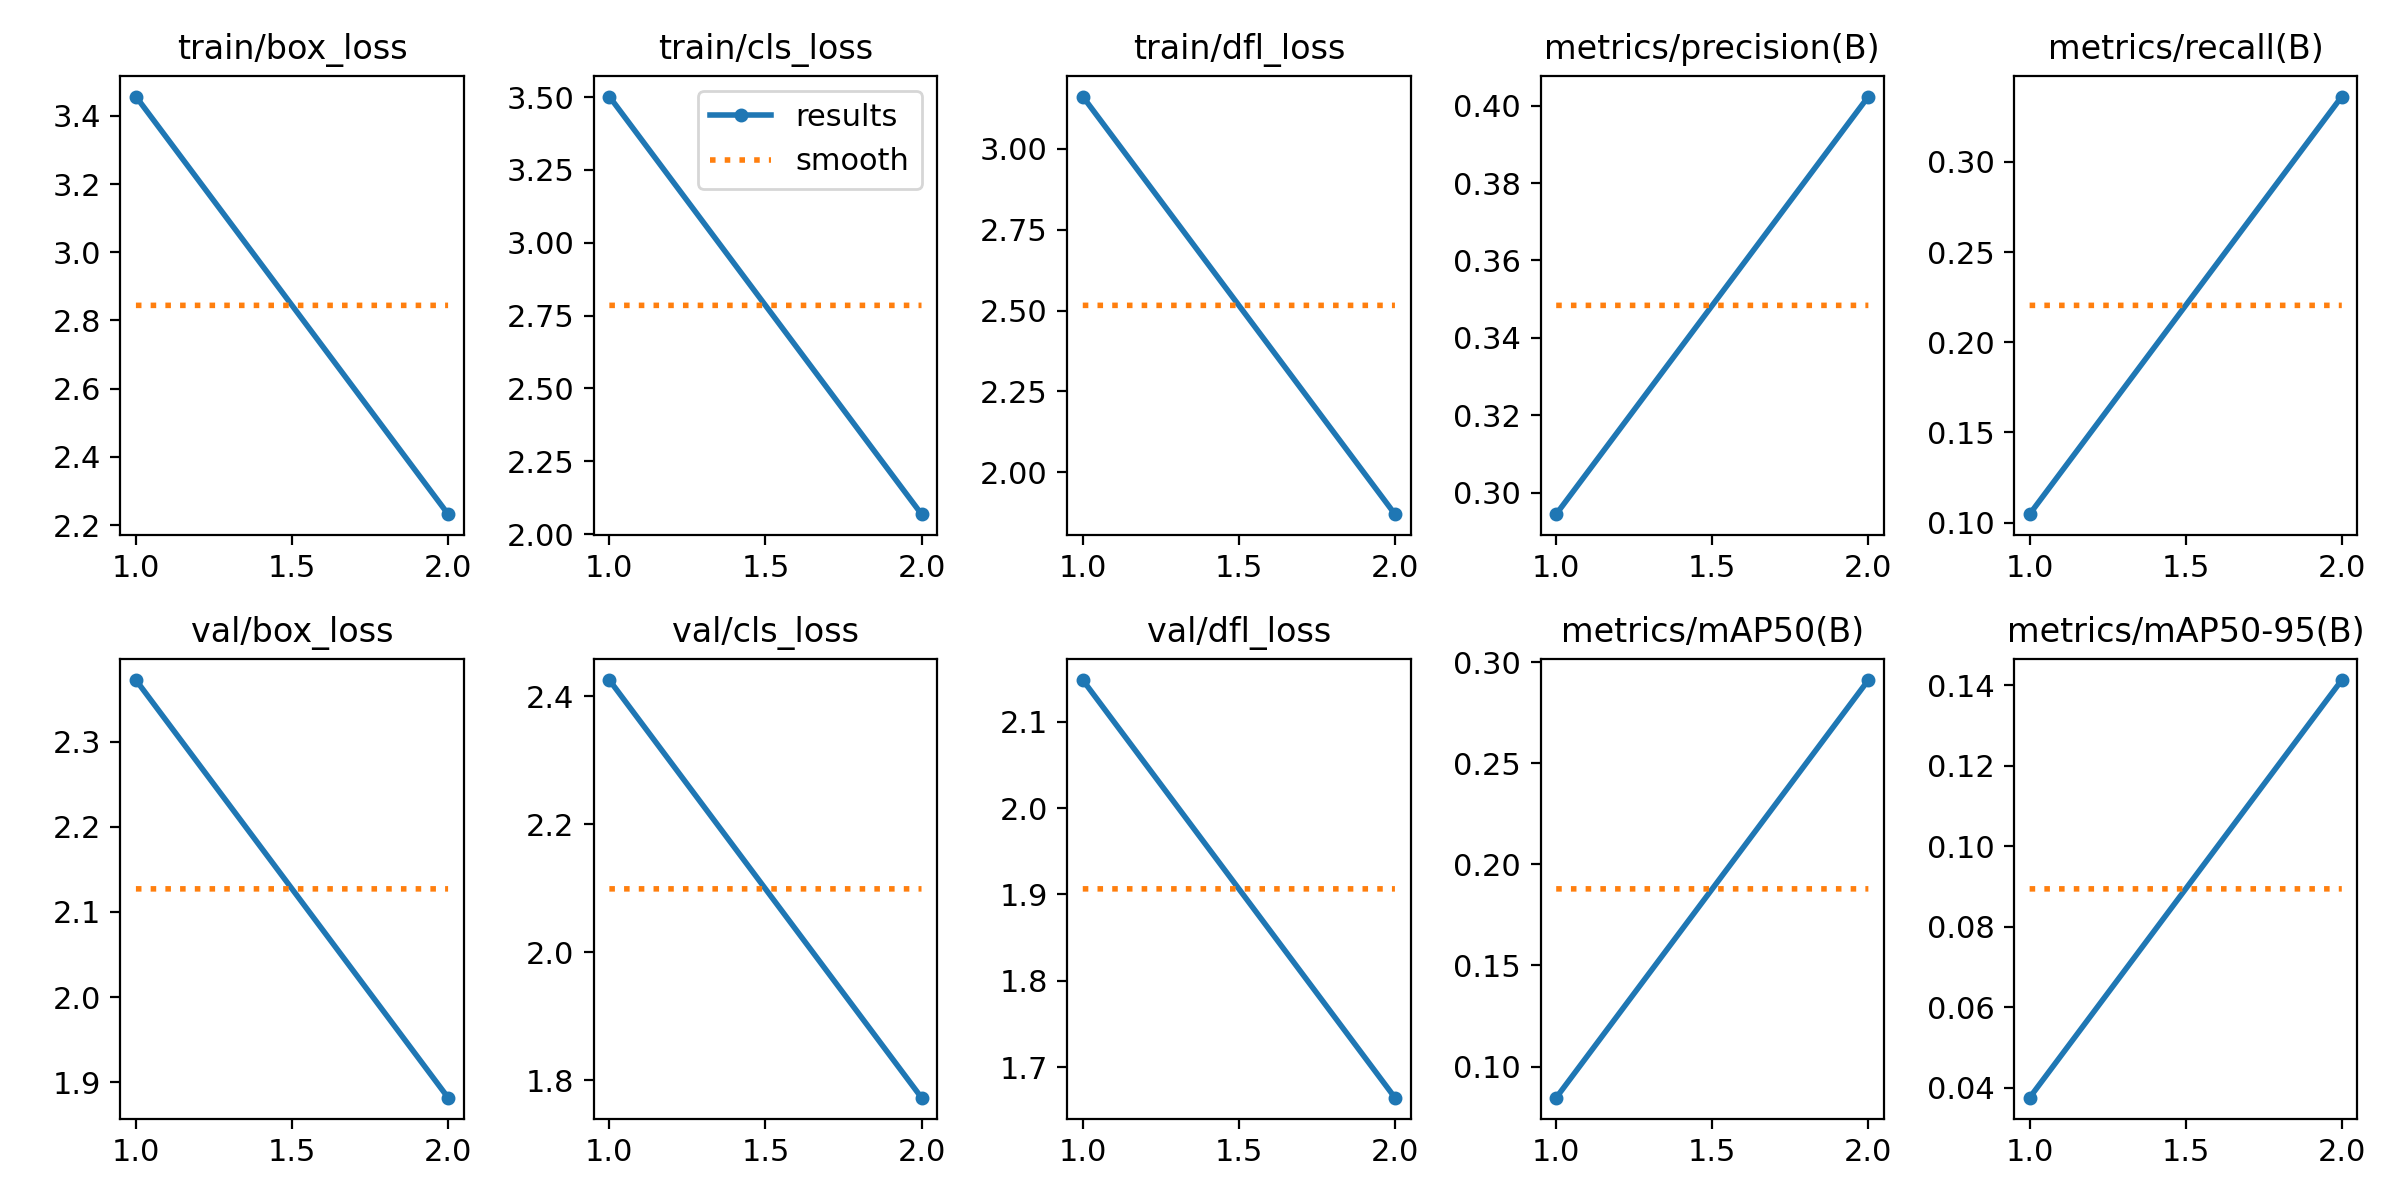 train/box_loss
3.4
3.2
3.0
2.8
2.6
2.4
2.2
1.0 1.5 2.0
train/cls_loss
results
smooth
3.50
3.25
3.00
2.75
2.50
2.25
2.00
1.0 1.5 2.0
train/dfl_loss
3.00
2.75
2.50
2.25
2.00
1.0 1.5 2.0
metrics/precision(B)
0.40
0.38
0.36
0.34
0.32
0.30
1.0 1.5 2.0
metrics/recall(B)
0.30
0.25
0.20
0.15
0.10
1.0 1.5 2.0
val/box_loss
2.3
2.2
2.1
2.0
1.9
1.0 1.5 2.0
val/cls_loss
2.4
2.2
2.0
1.8
1.0 1.5 2.0
val/dfl_loss
2.1
2.0
1.9
1.8
1.7
1.0 1.5 2.0
metrics/mAP50(B)
0.30
0.25
0.20
0.15
0.10
1.0 1.5 2.0
metrics/mAP50-95(B)
0.14
0.12
0.10
0.08
0.06
0.04
1.0 1.5 2.0